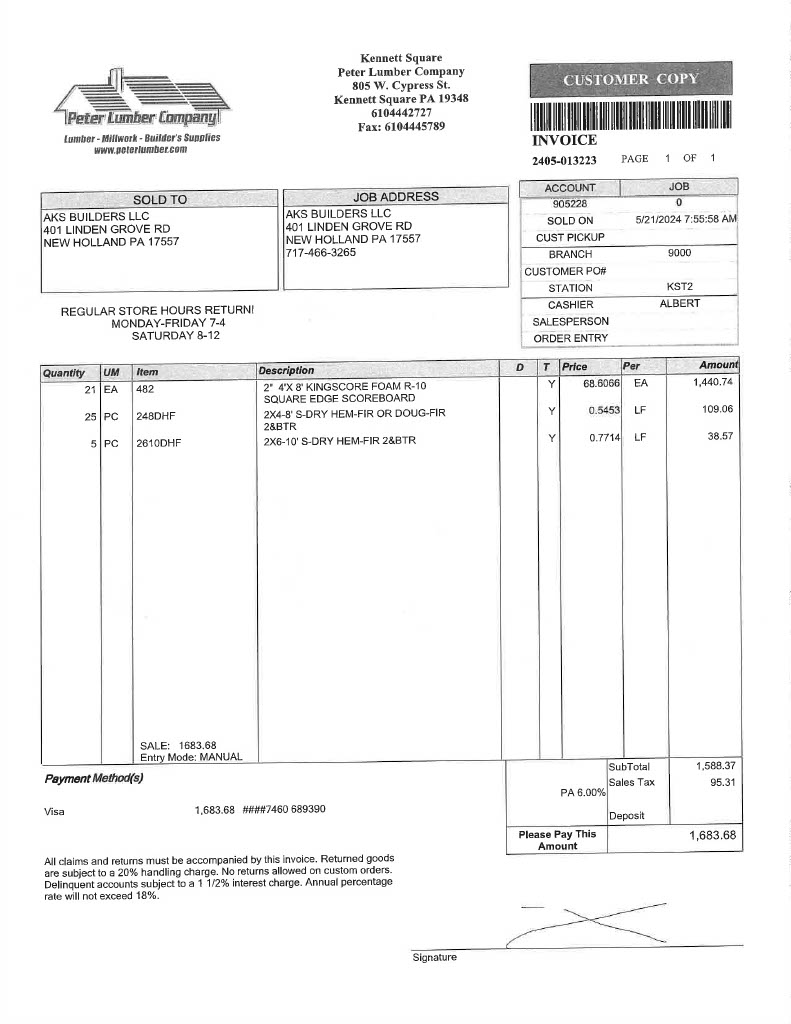 Kennett Square
Peter Lumber Company
805 W. Cypress St.
Kennett Square PA 19348
6104442727
Fax: 6104445789
Peter Lumber Company
Lumber - Millwork - Builder's Supplies
www.peterlumber.com
CUSTOMER COPY
INVOICE
2405-013223 PAGE 1 OF 1
SOLD TO
AKS BUILDERS LLC
401 LINDEN GROVE RD
NEW HOLLAND PA 17557
JOB ADDRESS
AKS BUILDERS LLC
401 LINDEN GROVE RD
NEW HOLLAND PA 17557
717-466-3265
ACCOUNT JOB
905228 0
SOLD ON 5/21/2024 7:55:58 AM
CUST PICKUP
BRANCH 9000
CUSTOMER PO#
STATION KST2
CASHIER ALBERT
SALESPERSON
ORDER ENTRY
REGULAR STORE HOURS RETURN!
MONDAY-FRIDAY 7-4
SATURDAY 8-12
Quantity UM Item Description D T Price Per Amount
21 EA 482 2" 4'X 8' KINGSCORE FOAM R-10 Y 68.6066 EA 1,440.74
SQUARE EDGE SCOREBOARD
25 PC 248DHF 2X4-8' S-DRY HEM-FIR OR DOUG-FIR Y 0.5453 LF 109.06
2&BTR
5 PC 2610DHF 2X6-10' S-DRY HEM-FIR 2&BTR Y 0.7714 LF 38.57
SALE: 1683.68
Entry Mode: MANUAL
Payment Method(s)
Visa 1,683.68 ####7460 689390
SubTotal 1,588.37
PA 6.00% Sales Tax 95.31
Deposit
Please Pay This Amount 1,683.68
All claims and returns must be accompanied by this invoice. Returned goods
are subject to a 20% handling charge. No returns allowed on custom orders.
Delinquent accounts subject to a 1 1/2% interest charge. Annual percentage
rate will not exceed 18%.
Signature